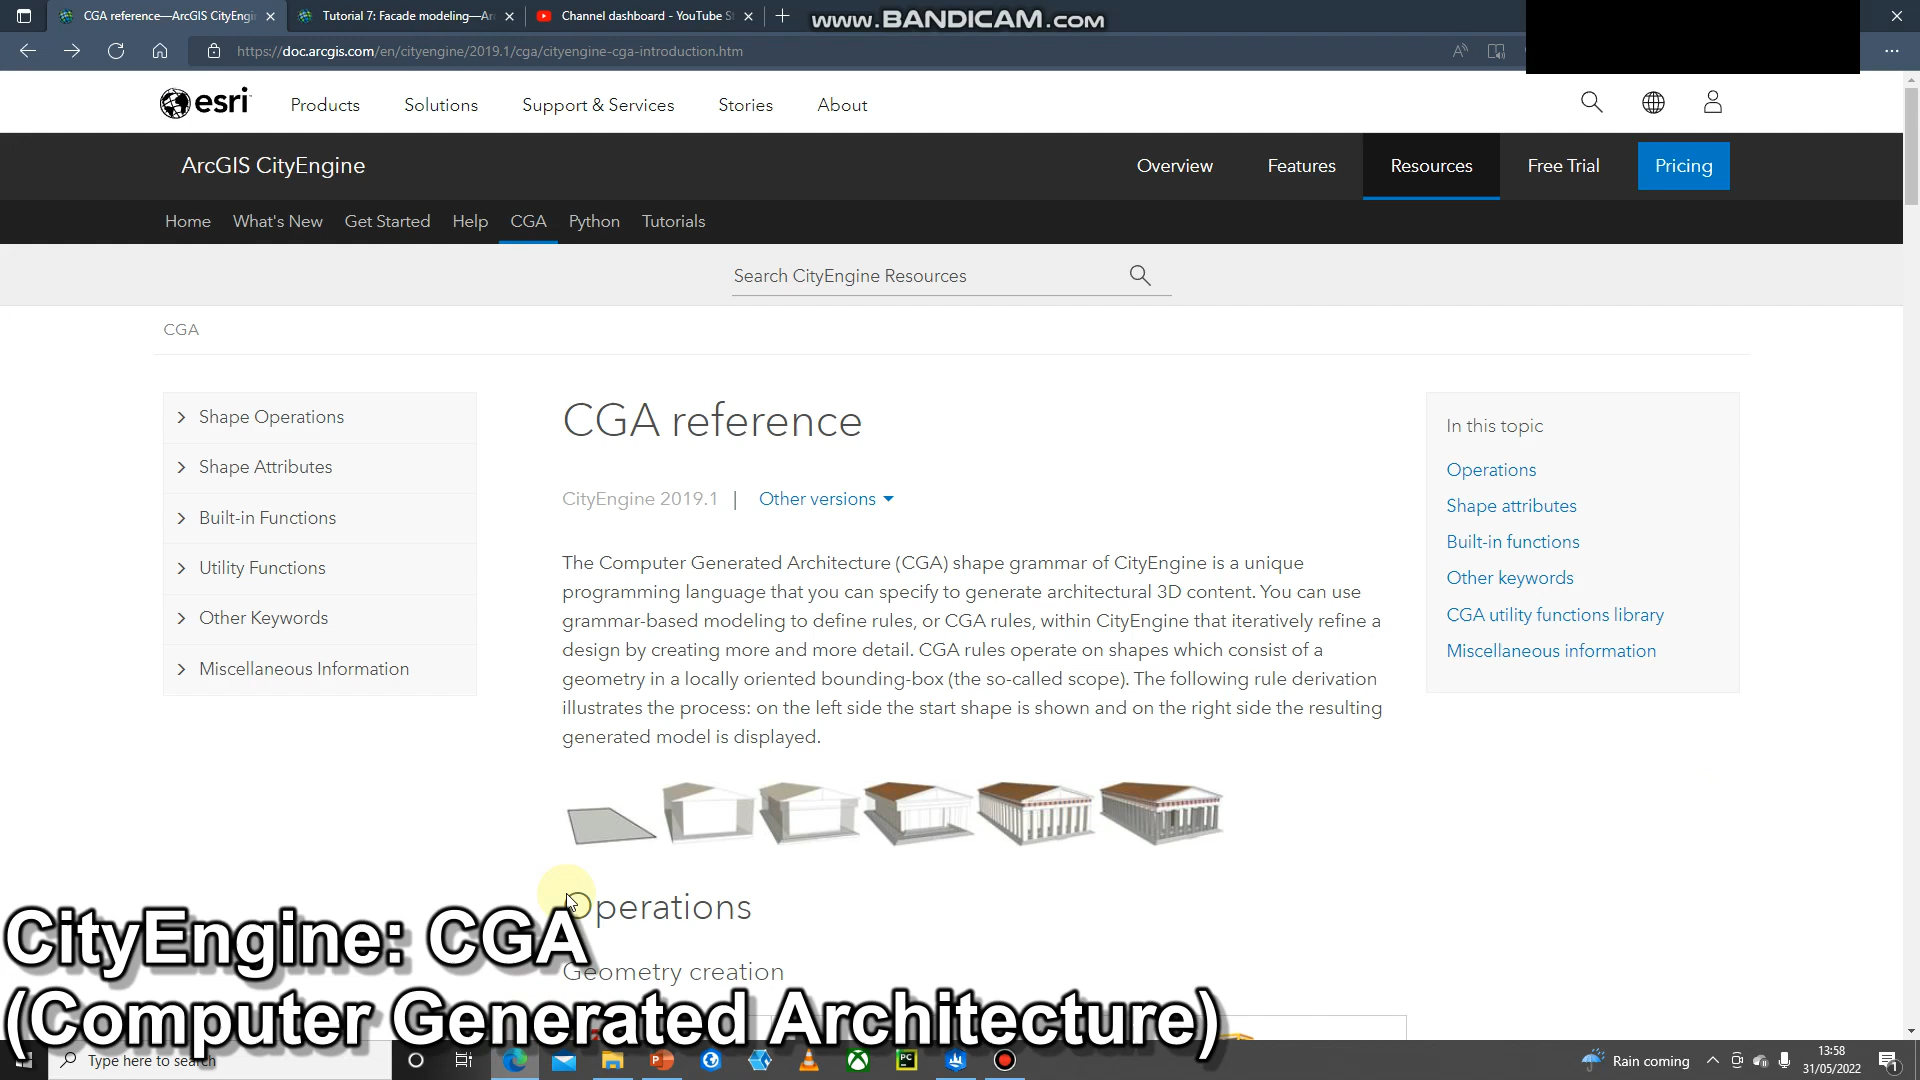 CGA reference—ArcGIS CityEngi
Tutorial 7: Facade modeling—Ar
Channel dashboard - YouTube S
www.BANDICAM.com
https://doc.arcgis.com/en/cityengine/2019.1/cga/cityengine-cga-introduction.htm
esri
Products
Solutions
Support & Services
Stories
About
ArcGIS CityEngine
Overview
Features
Resources
Free Trial
Pricing
Home
What's New
Get Started
Help
CGA
Python
Tutorials
Search CityEngine Resources
CGA
Shape Operations
Shape Attributes
Built-in Functions
Utility Functions
Other Keywords
Miscellaneous Information
CGA reference
CityEngine 2019.1 | Other versions
The Computer Generated Architecture (CGA) shape grammar of CityEngine is a unique
programming language that you can specify to generate architectural 3D content. You can use
grammar-based modeling to define rules, or CGA rules, within CityEngine that iteratively refine a
design by creating more and more detail. CGA rules operate on shapes which consist of a
geometry in a locally oriented bounding-box (the so-called scope). The following rule derivation
illustrates the process: on the left side the start shape is shown and on the right side the resulting
generated model is displayed.
Operations
Geometry creation
In this topic
Operations
Shape attributes
Built-in functions
Other keywords
CGA utility functions library
Miscellaneous information
CityEngine: CGA
(Computer Generated Architecture)
Type here to search
Rain coming
13:58
31/05/2022
1